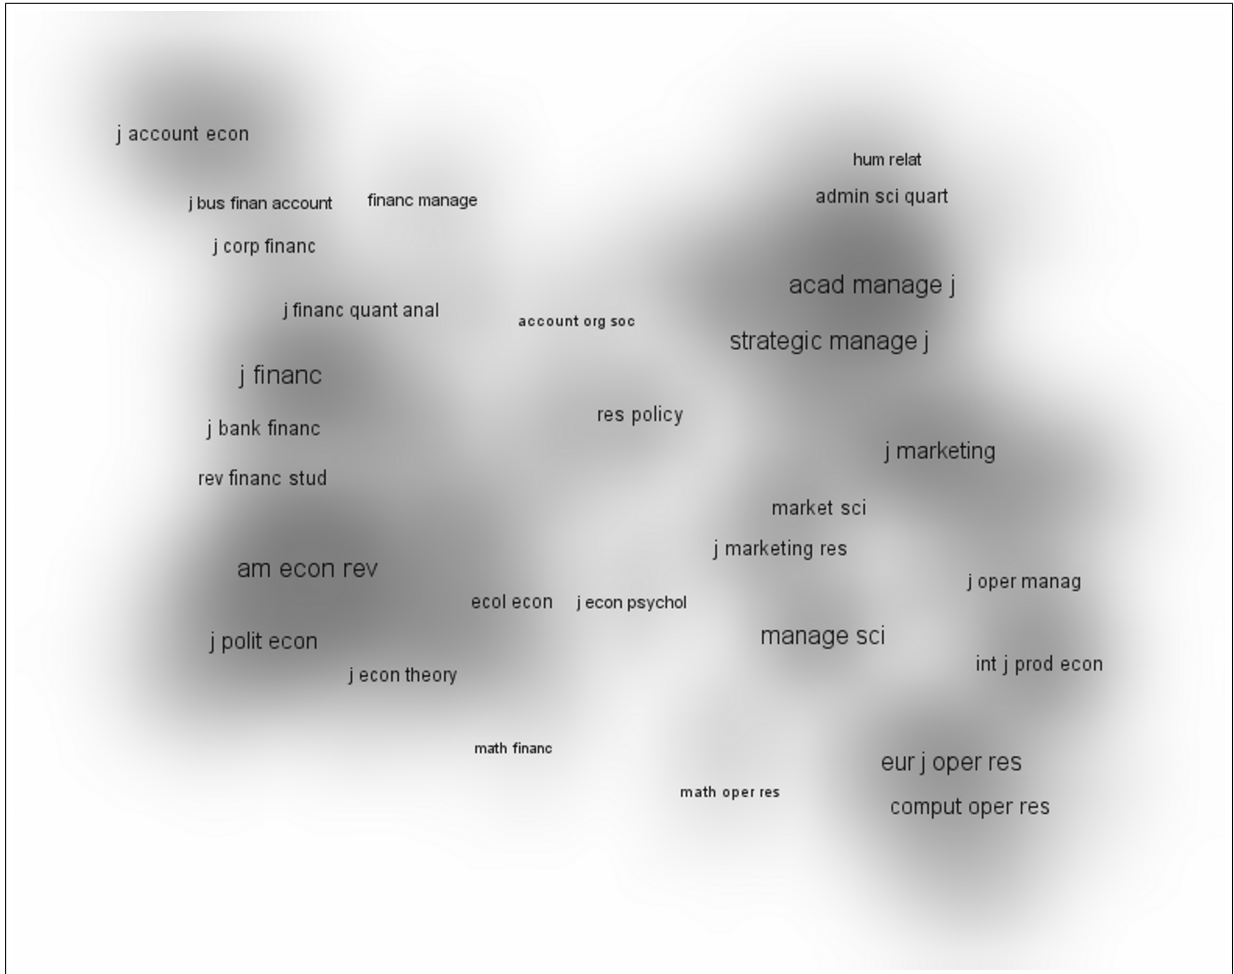 j account econ
hum relat
admin sci quart
j bus finan account
financ manage
j corp financ
acad manage j
j financ quant anal
account org soc
strategic manage j
j financ
res policy
j bank financ
j marketing
rev financ stud
market sci
j marketing res
am econ rev
j oper manag
ecol econ
j econ psychol
j polit econ
manage sci
int j prod econ
j econ theory
math financ
eur j oper res
math oper res
comput oper res